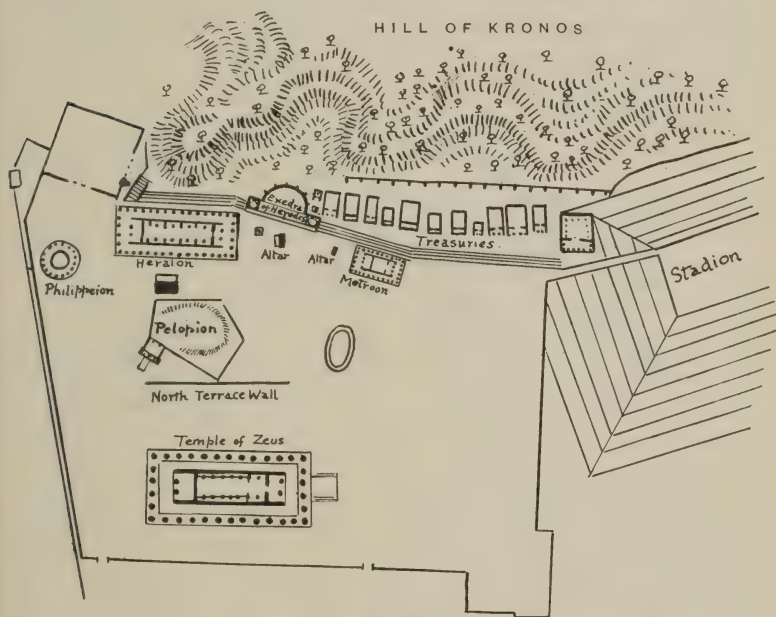 HILL OF KRONOS
Exedra
of Herodes
Treasuries.
Heraion
Altar
Altar
Metroon
Stadion
Philippeion
Pelopion
North Terrace Wall
Temple of Zeus